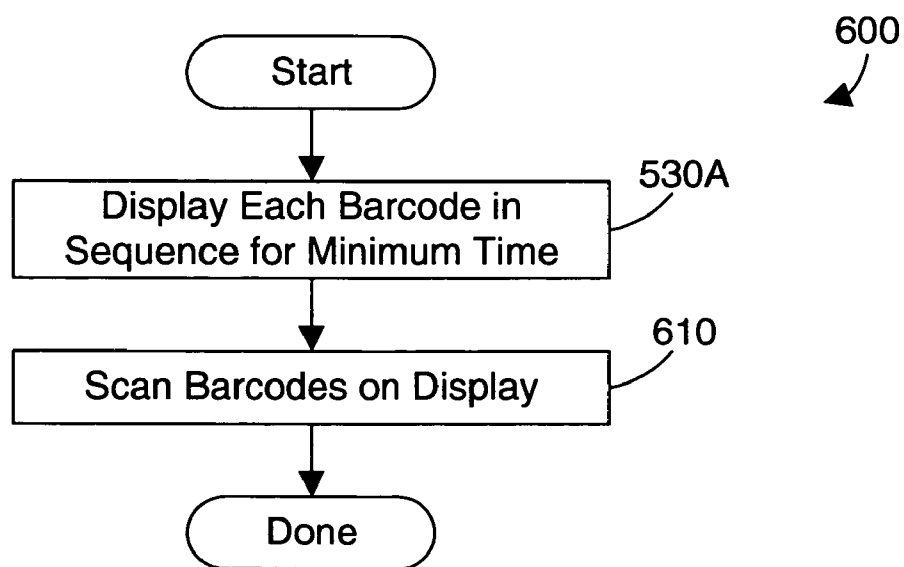 600
Start
530A
Display Each Barcode in
Sequence for Minimum Time
610
Scan Barcodes on Display
Done